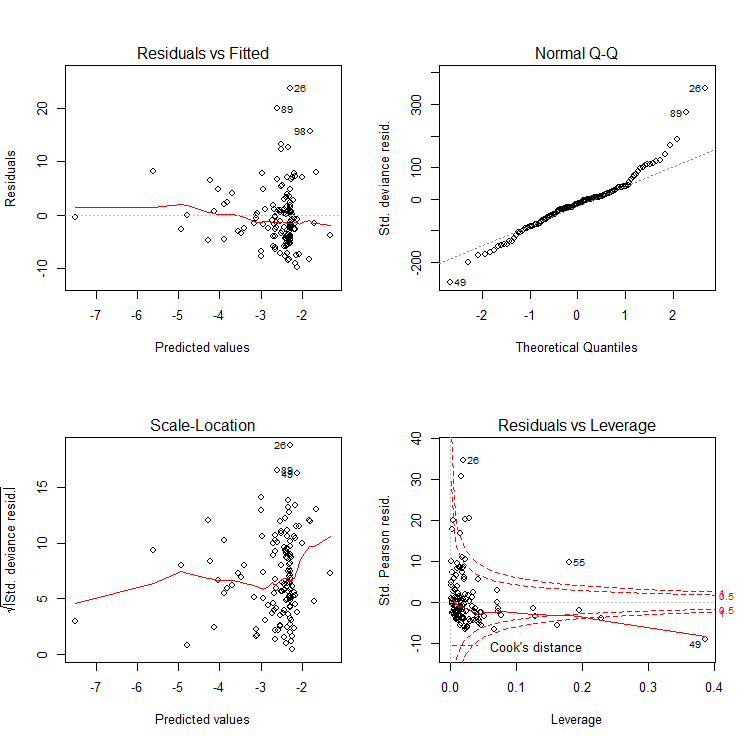 Residuals vs Fitted
Residuals
20
10
0
-10
26
89
98
-7 -6 -5 -4 -3 -2
Predicted values
Normal Q-Q
Std. deviance resid.
300
100
0
-200
26
89
49
-2 -1 0 1 2
Theoretical Quantiles
Scale-Location
√|Std. deviance resid.|
15
10
5
0
26
89
49
-7 -6 -5 -4 -3 -2
Predicted values
Residuals vs Leverage
Std. Pearson resid.
40
30
20
10
0
-10
26
55
49
1
0.5
0.5
Cook's distance
0.0 0.1 0.2 0.3 0.4
Leverage